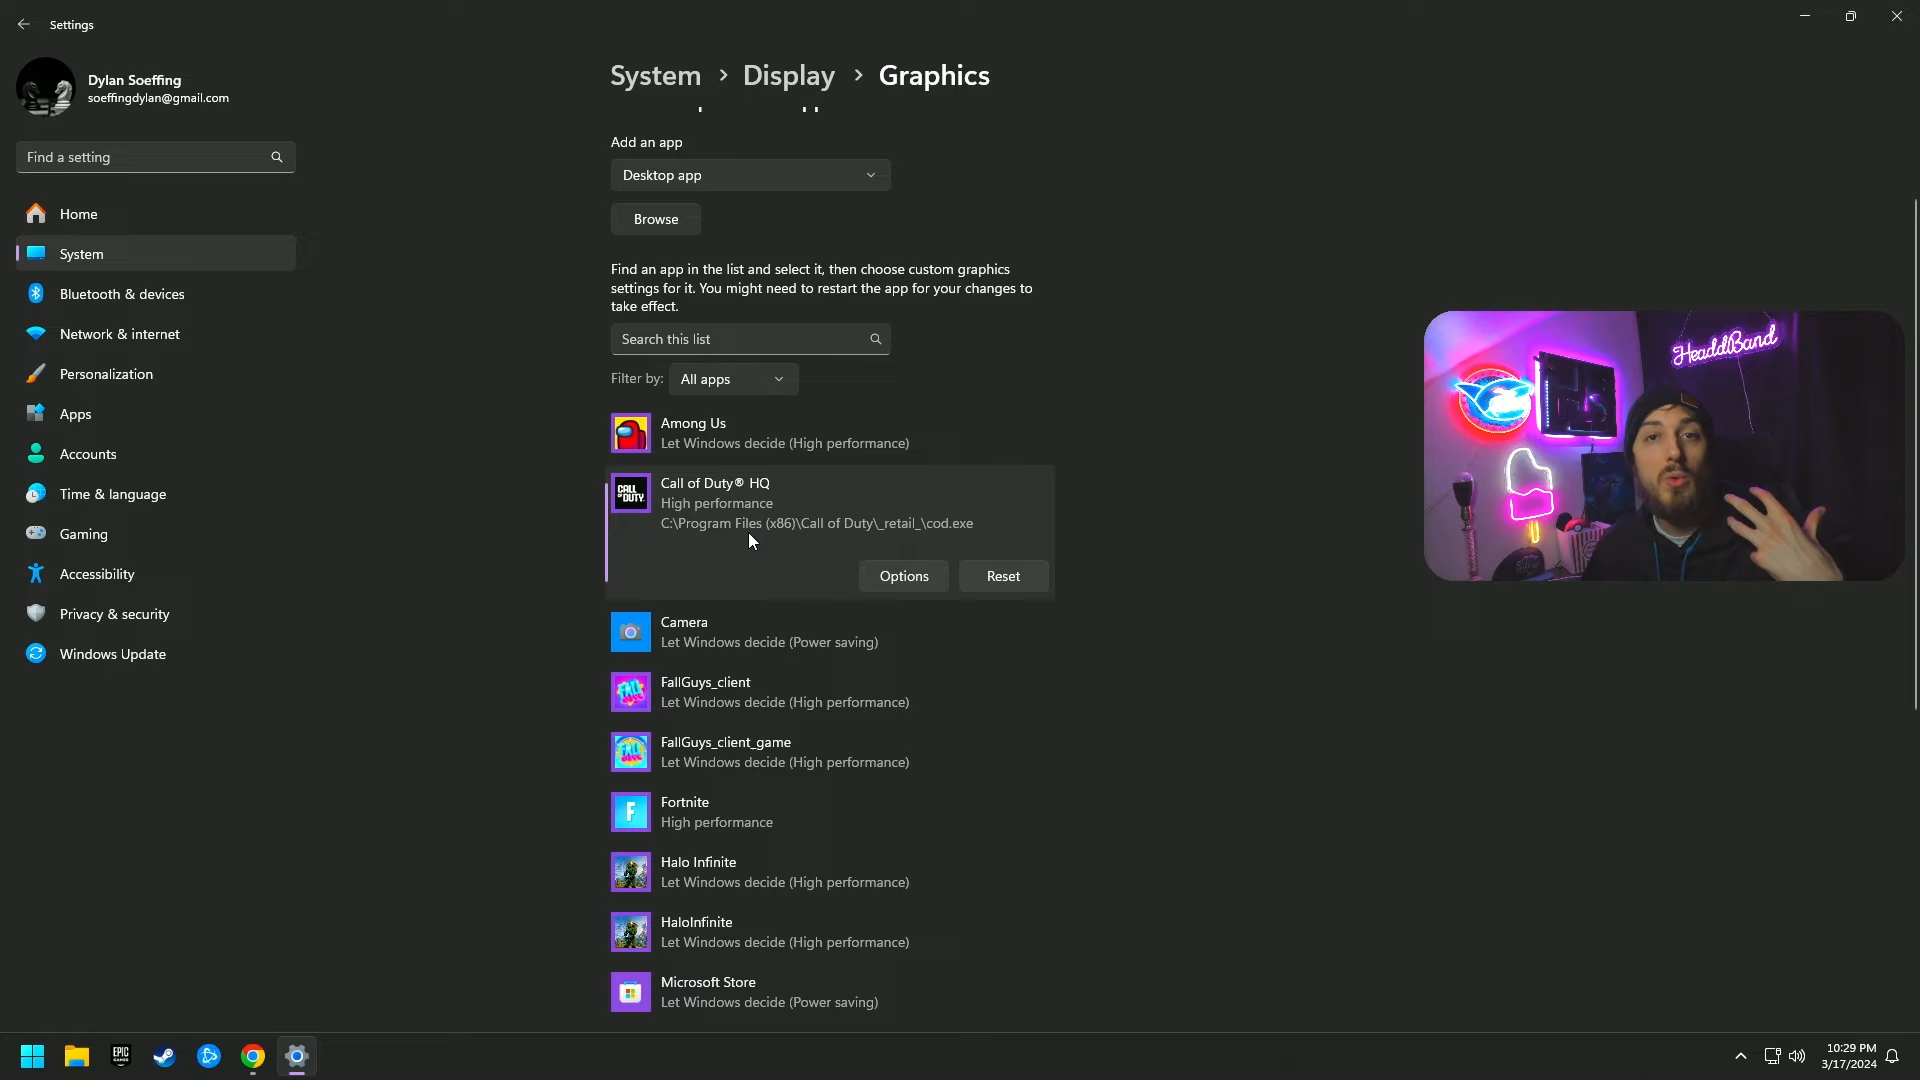 Settings
Dylan Soeffing
soeffingdylan@gmail.com
Find a setting
Home
System
Bluetooth & devices
Network & internet
Personalization
Apps
Accounts
Time & language
Gaming
Accessibility
Privacy & security
Windows Update
System > Display > Graphics
Add an app
Desktop app
Browse
Find an app in the list and select it, then choose custom graphics
settings for it. You might need to restart the app for your changes to
take effect.
Search this list
Filter by: All apps
Among Us
Let Windows decide (High performance)
CALL OF DUTY
Call of Duty® HQ
High performance
C:\Program Files (x86)\Call of Duty\_retail_\cod.exe
Options Reset
Camera
Let Windows decide (Power saving)
FALL GUYS
FallGuys_client
Let Windows decide (High performance)
FallGuys_client_game
Let Windows decide (High performance)
F
Fortnite
High performance
Halo Infinite
Let Windows decide (High performance)
HaloInfinite
Let Windows decide (High performance)
Microsoft Store
Let Windows decide (Power saving)
HeaddBand
EPIC GAMES
10:29 PM
3/17/2024